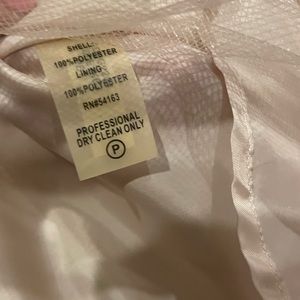 SHELL:
100%POLYESTER
LINING:
100%POLYESTER
RN#54163
PROFESSIONAL
DRY CLEAN ONLY
P